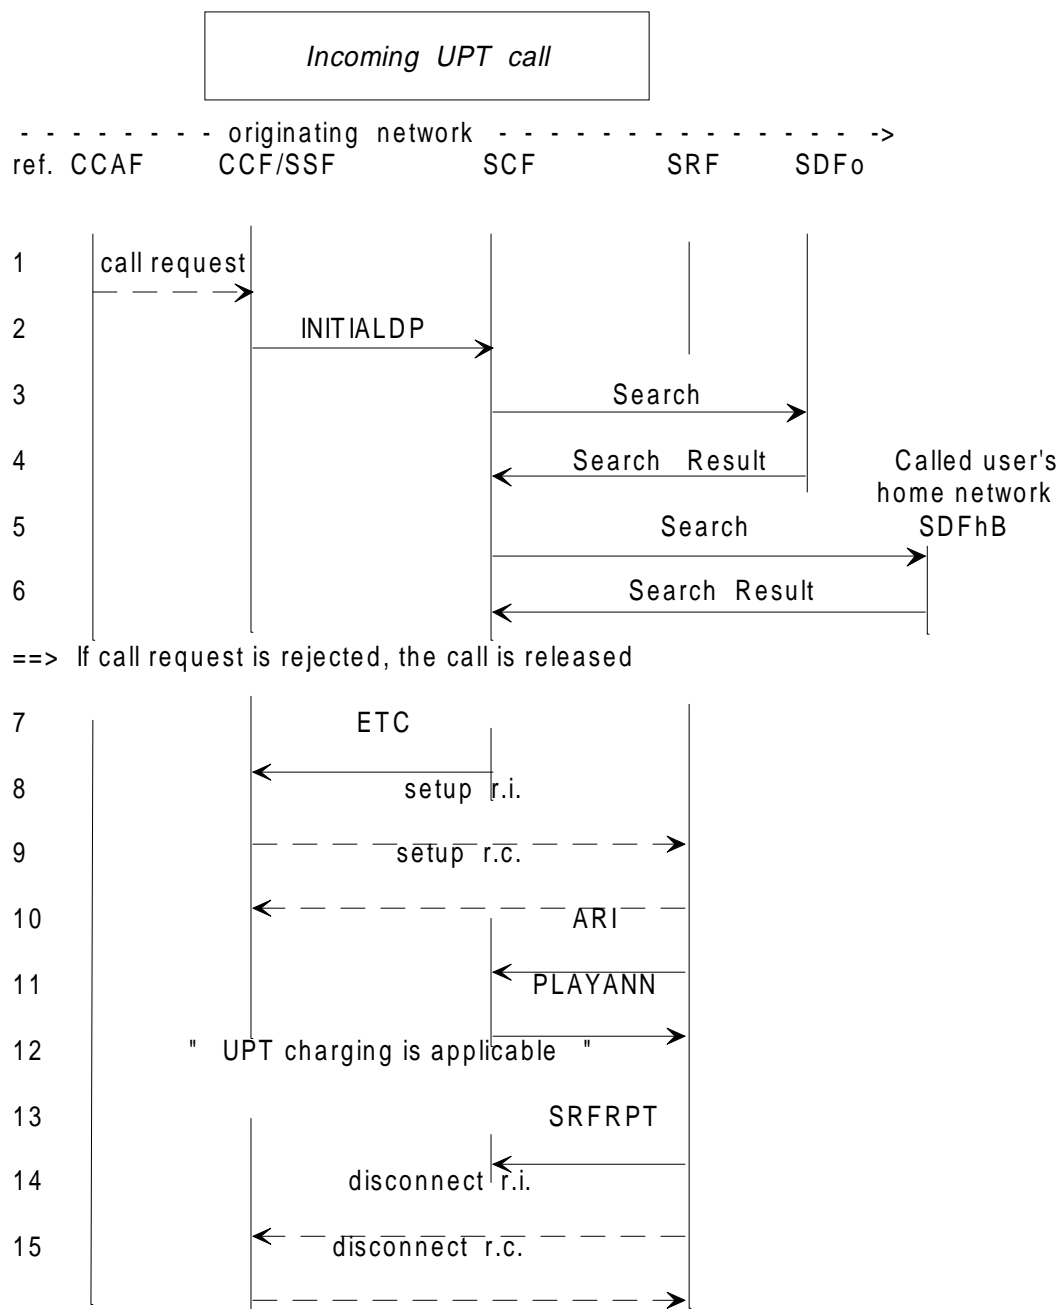 Incoming UPT call
- - - - - - - - originating network - - - - - - - - - - - - - - - ->
ref. CCAF CCF/SSF SCF SRF SDFo
1 call request
2 INITIALDP
3 Search
4 Search Result Called user's
home network
5 Search SDFhB
6 Search Result
==> If call request is rejected, the call is released
7 ETC
8 setup r.i.
9 setup r.c.
10 ARI
11 PLAYANN
12 " UPT charging is applicable "
13 SRFRPT
14 disconnect r.i.
15 disconnect r.c.